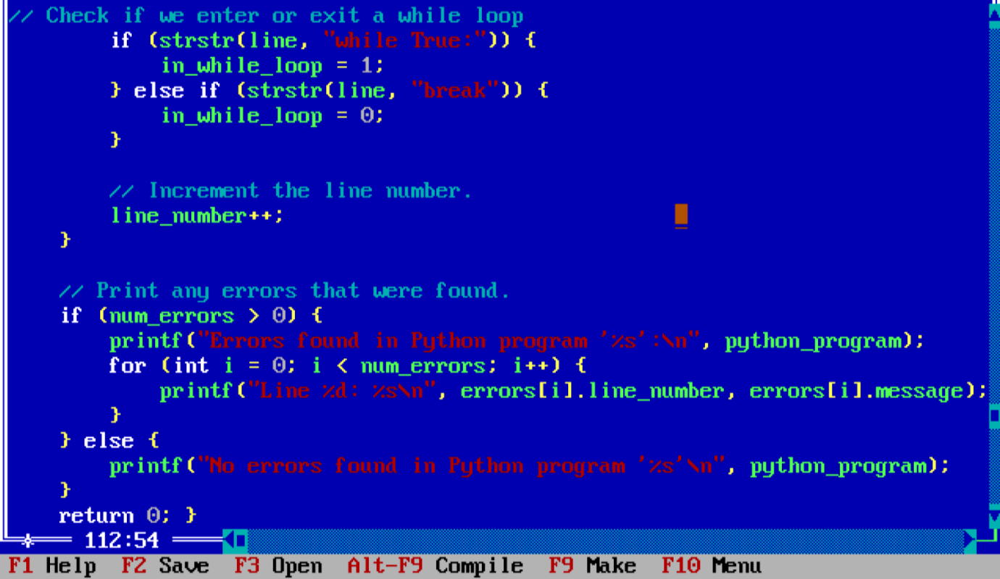 // Check if we enter or exit a while loop
if (strstr(line, "while True:")) {
in_while_loop = 1;
} else if (strstr(line, "break")) {
in_while_loop = 0;
}
// Increment the line number.
line_number++;
}
// Print any errors that were found.
if (num_errors > 0) {
printf("Errors found in Python program '%s':\n", python_program);
for (int i = 0; i < num_errors; i++) {
printf("Line %d: %s\n", errors[i].line_number, errors[i].message);
}
} else {
printf("No errors found in Python program '%s'\n", python_program);
}
return 0; }
112:54
F1 Help F2 Save F3 Open Alt-F9 Compile F9 Make F10 Menu